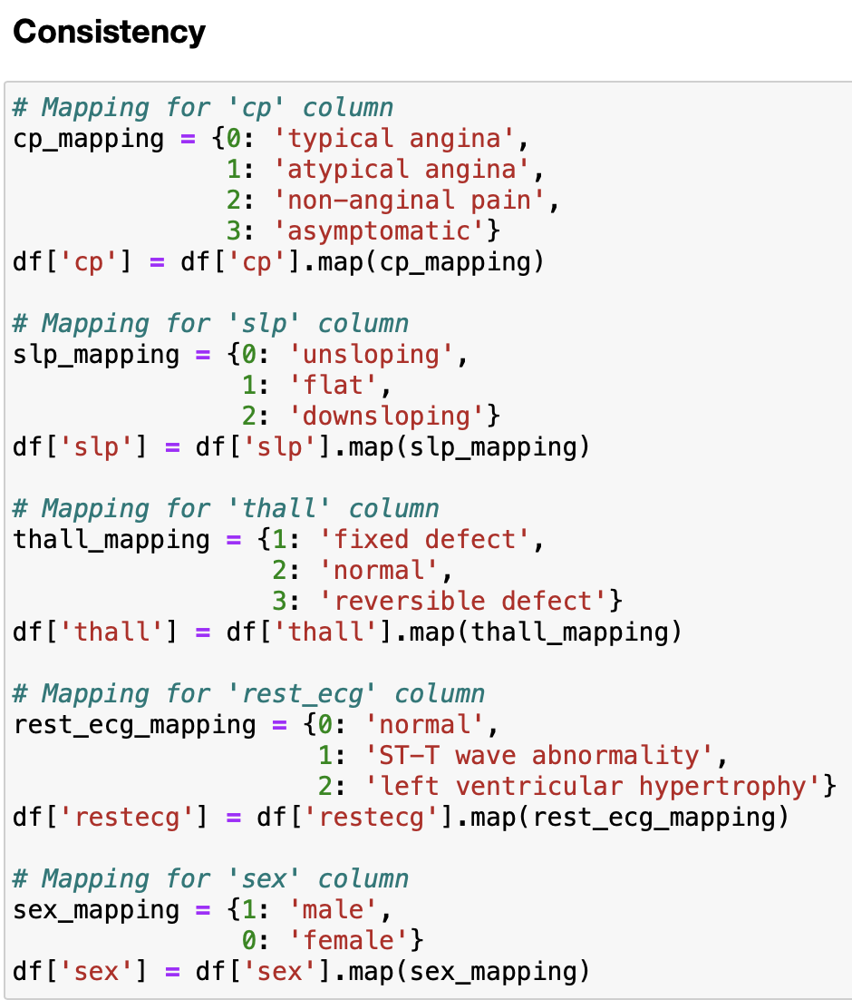 Consistency
# Mapping for 'cp' column
cp_mapping = {0: 'typical angina',
1: 'atypical angina',
2: 'non-anginal pain',
3: 'asymptomatic'}
df['cp'] = df['cp'].map(cp_mapping)
# Mapping for 'slp' column
slp_mapping = {0: 'unsloping',
1: 'flat',
2: 'downsloping'}
df['slp'] = df['slp'].map(slp_mapping)
# Mapping for 'thall' column
thall_mapping = {1: 'fixed defect',
2: 'normal',
3: 'reversible defect'}
df['thall'] = df['thall'].map(thall_mapping)
# Mapping for 'rest_ecg' column
rest_ecg_mapping = {0: 'normal',
1: 'ST-T wave abnormality',
2: 'left ventricular hypertrophy'}
df['restecg'] = df['restecg'].map(rest_ecg_mapping)
# Mapping for 'sex' column
sex_mapping = {1: 'male',
0: 'female'}
df['sex'] = df['sex'].map(sex_mapping)